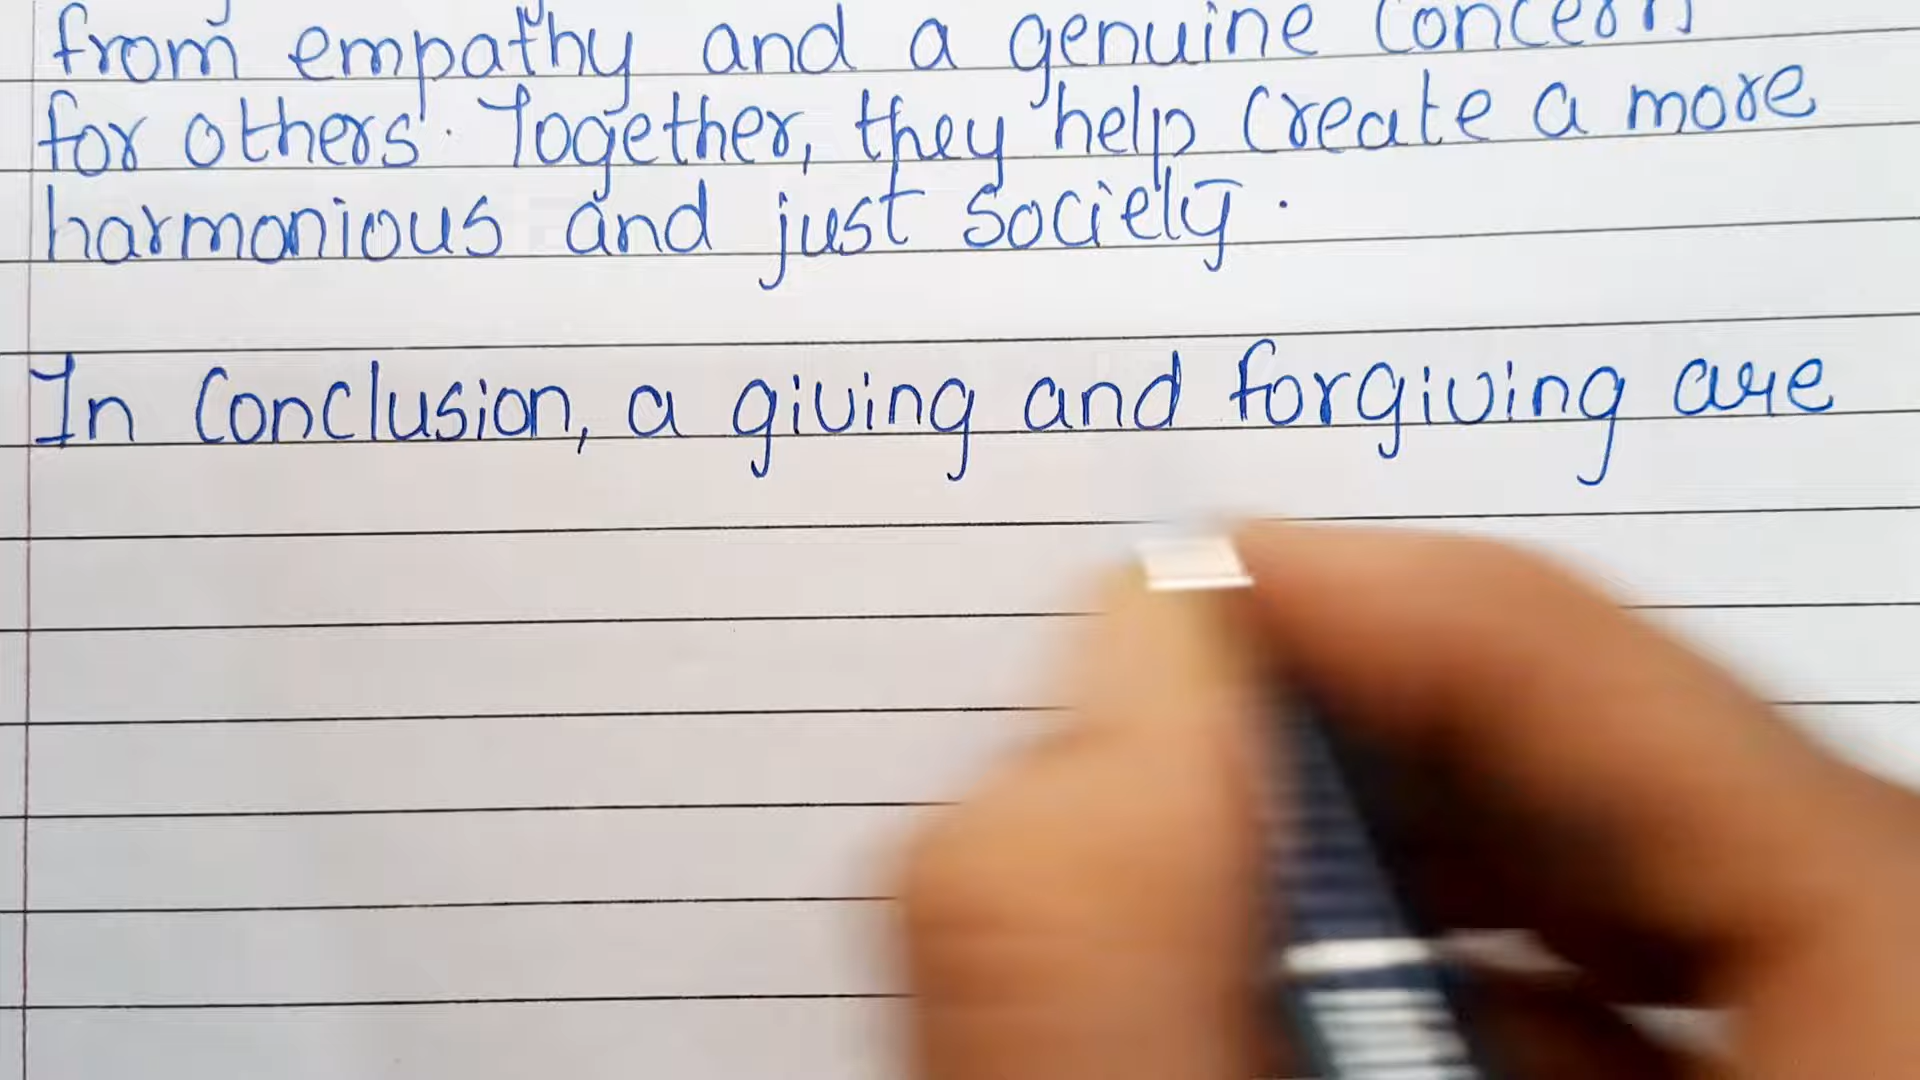 from empathy and a genuine concern
for others. Together, they help create a more
harmonious and just society.
In conclusion, a giving and forgiving are